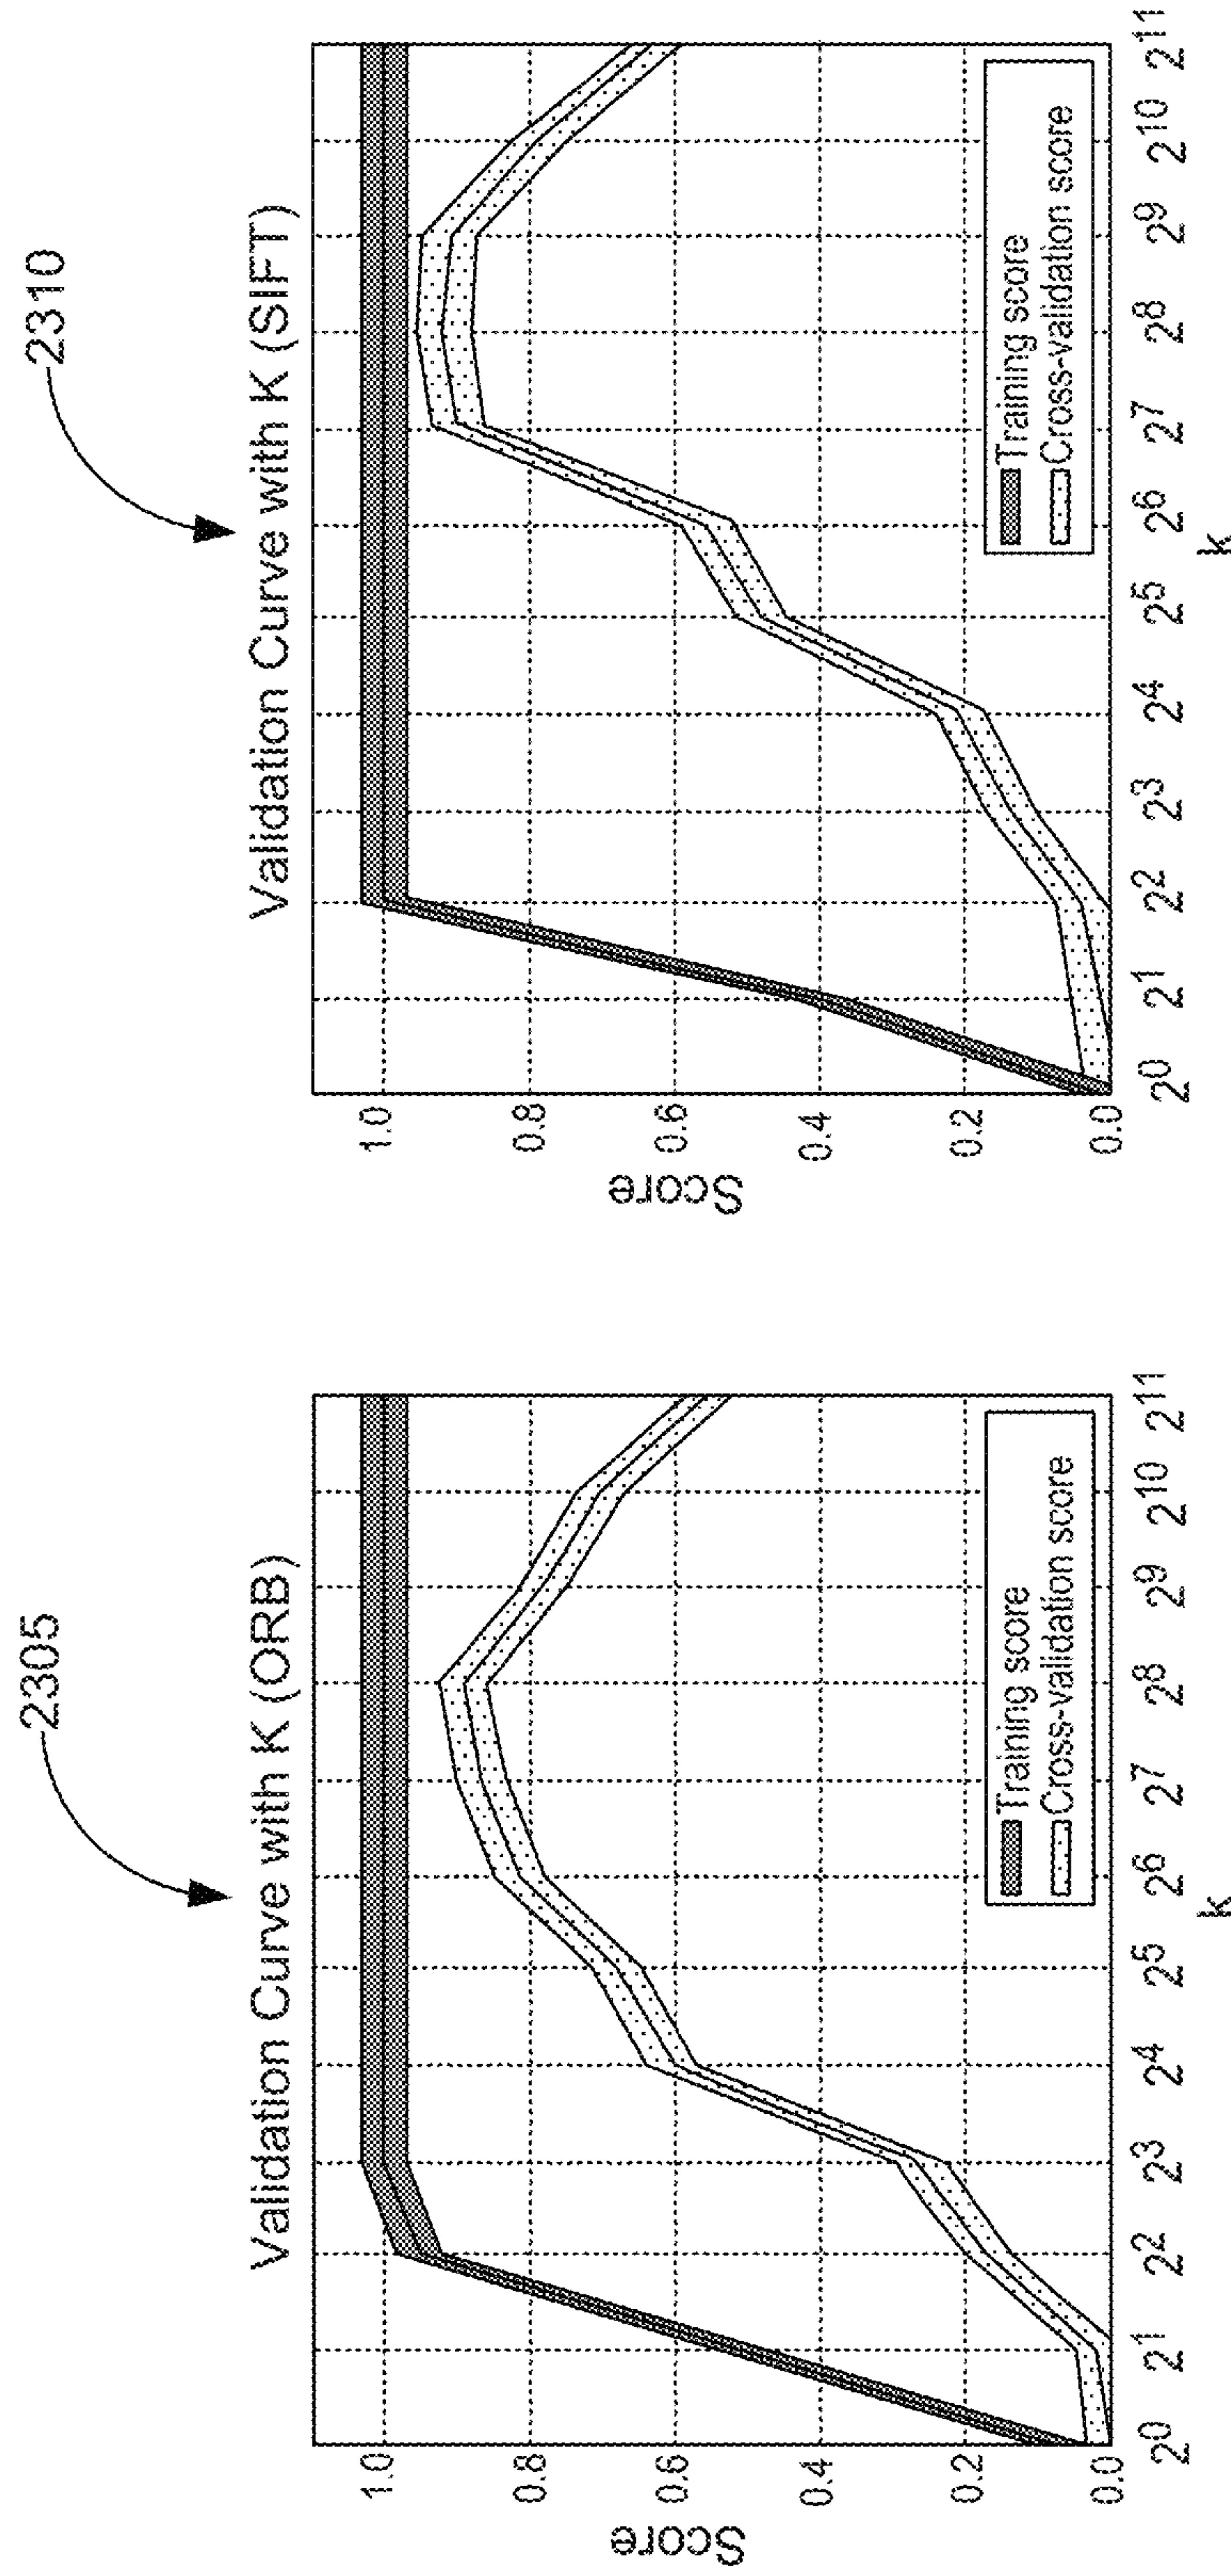 2305
Validation Curve with K (ORB)
Score
1.0
0.8
0.6
0.4
0.2
0.0
2⁰ 2¹ 2² 2³ 2⁴ 2⁵ 2⁶ 2⁷ 2⁸ 2⁹ 2¹⁰ 2¹¹
k
Training score
Cross-validation score
2310
Validation Curve with K (SIFT)
Score
1.0
0.8
0.6
0.4
0.2
0.0
2⁰ 2¹ 2² 2³ 2⁴ 2⁵ 2⁶ 2⁷ 2⁸ 2⁹ 2¹⁰ 2¹¹
k
Training score
Cross-validation score